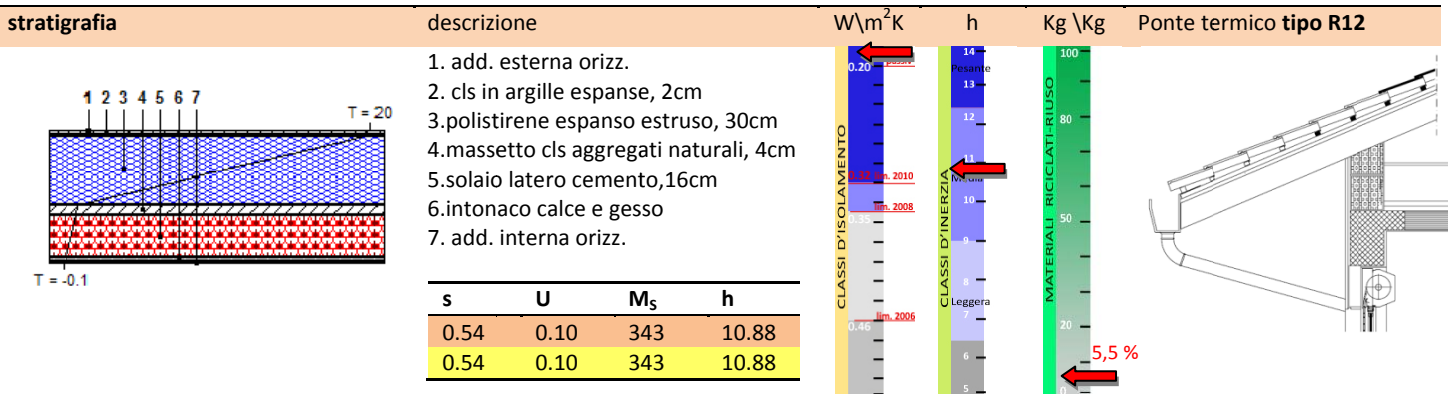 stratigrafia descrizione W\m²K h Kg \Kg Ponte termico tipo R12
1 2 3 4 5 6 7
T = 20
T = -0.1
1. add. esterna orizz.
2. cls in argille espanse, 2cm
3.polistirene espanso estruso, 30cm
4.massetto cls aggregati naturali, 4cm
5.solaio latero cemento,16cm
6.intonaco calce e gesso
7. add. interna orizz.
s U MS h
0.54 0.10 343 10.88
0.54 0.10 343 10.88
CLASSI D'ISOLAMENTO
0.20
0.32 lim. 2010
lim. 2008
0.35
lim. 2006
0.46
CLASSI D'INERZIA
14
Pesante
13
12
11
Media
10
9
8
Leggera
7
6
5
MATERIALI RICICLATI-RIUSO
100
80
50
20
5,5 %
0